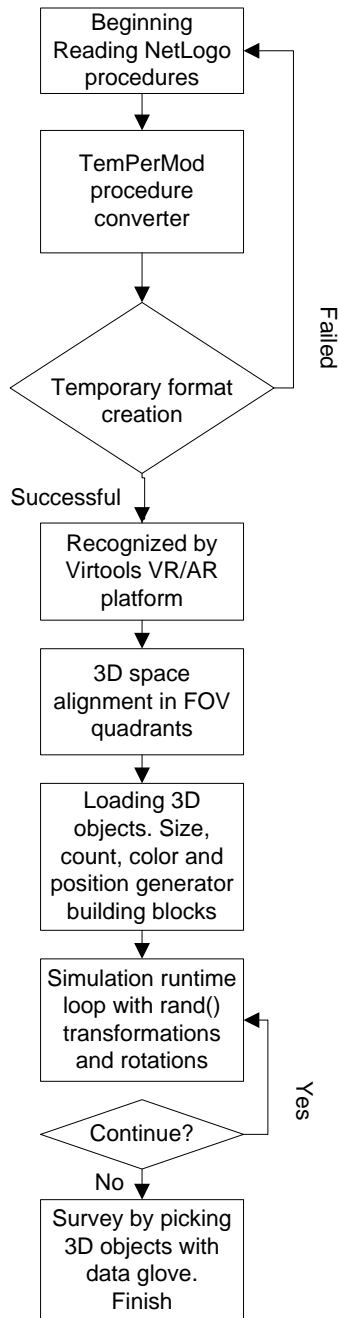 Beginning
Reading NetLogo
procedures
TemPerMod
procedure
converter
Failed
Temporary format
creation
Successful
Recognized by
Virtools VR/AR
platform
3D space
alignment in FOV
quadrants
Loading 3D
objects. Size,
count, color and
position generator
building blocks
Simulation runtime
loop with rand()
transformations
and rotations
Yes
Continue?
No
Survey by picking
3D objects with
data glove.
Finish